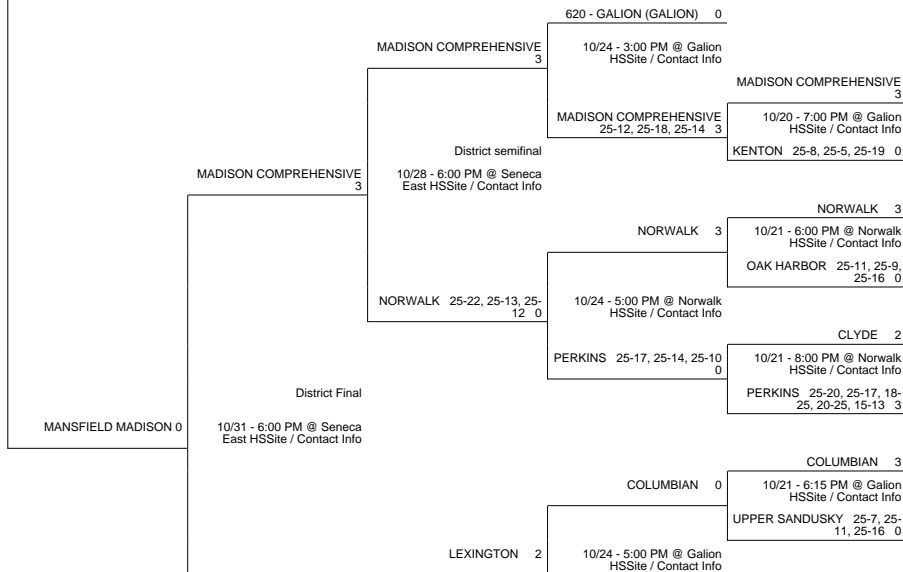 620 - GALION (GALION) 0
MADISON COMPREHENSIVE
3
10/24 - 3:00 PM @ Galion
HSSite / Contact Info
MADISON COMPREHENSIVE
3
MADISON COMPREHENSIVE
25-12, 25-18, 25-14 3
10/20 - 7:00 PM @ Galion
HSSite / Contact Info
KENTON 25-8, 25-5, 25-19 0
District semifinal
MADISON COMPREHENSIVE
3
10/28 - 6:00 PM @ Seneca
East HSSite / Contact Info
NORWALK 3
NORWALK 3
10/21 - 6:00 PM @ Norwalk
HSSite / Contact Info
OAK HARBOR 25-11, 25-9,
25-16 0
NORWALK 25-22, 25-13, 25-
12 0
10/24 - 5:00 PM @ Norwalk
HSSite / Contact Info
CLYDE 2
PERKINS 25-17, 25-14, 25-10
0
10/21 - 8:00 PM @ Norwalk
HSSite / Contact Info
PERKINS 25-20, 25-17, 18-
25, 20-25, 15-13 3
District Final
MANSFIELD MADISON 0
10/31 - 6:00 PM @ Seneca
East HSSite / Contact Info
COLUMBIAN 3
COLUMBIAN 0
10/21 - 6:15 PM @ Galion
HSSite / Contact Info
UPPER SANDUSKY 25-7, 25-
11, 25-16 0
LEXINGTON 2
10/24 - 5:00 PM @ Galion
HSSite / Contact Info